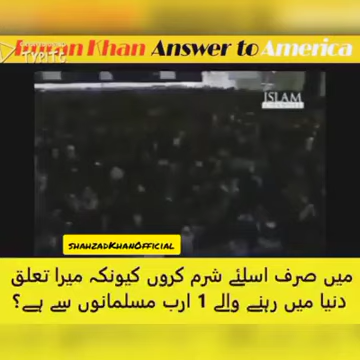 Imran Khan Answer to America
ISLAM
SHAHZADKHANOFFICIAL
میں صرف اسلئے شرم کروں کیونکہ میرا تعلق
دنیا میں رہنے والے 1 ارب مسلمانوں سے ہے؟